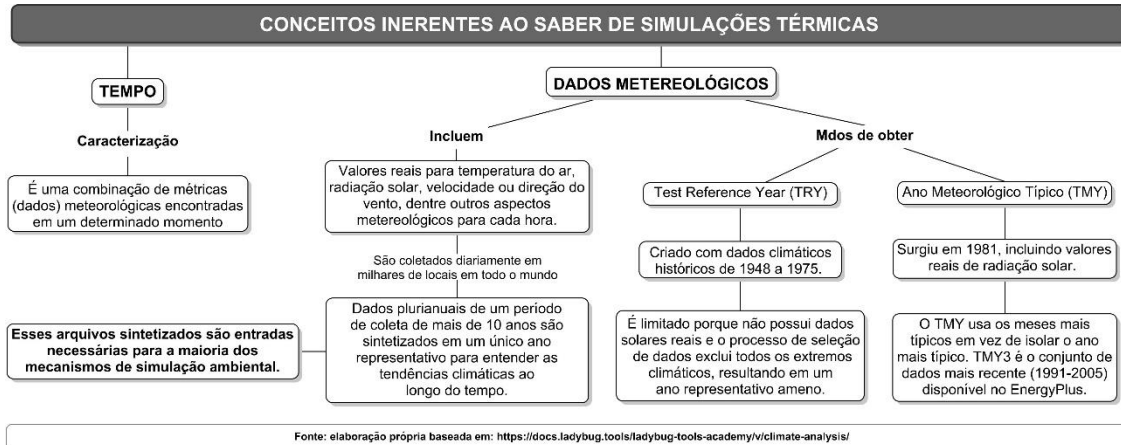 CONCEITOS INERENTES AO SABER DE SIMULAÇÕES TÉRMICAS
TEMPO
Caracterização
É uma combinação de métricas
(dados) meteorológicas encontradas
em um determinado momento
DADOS METEREOLÓGICOS
Incluem
Valores reais para temperatura do ar,
radiação solar, velocidade ou direção do
vento, dentre outros aspectos
metereológicos para cada hora.
São coletados diariamente em
milhares de locais em todo o mundo
Dados plurianuais de um período
de coleta de mais de 10 anos são
sintetizados em um único ano
representativo para entender as
tendências climáticas ao
longo do tempo.
Esses arquivos sintetizados são entradas
necessárias para a maioria dos
mecanismos de simulação ambiental.
Mdos de obter
Test Reference Year (TRY)
Criado com dados climáticos
históricos de 1948 a 1975.
É limitado porque não possui dados
solares reais e o processo de seleção
de dados exclui todos os extremos
climáticos, resultando em um
ano representativo ameno.
Ano Meteorológico Típico (TMY)
Surgiu em 1981, incluindo valores
reais de radiação solar.
O TMY usa os meses mais
típicos em vez de isolar o ano
mais típico. TMY3 é o conjunto de
dados mais recente (1991-2005)
disponível no EnergyPlus.
Fonte: elaboração própria baseada em: https://docs.ladybug.tools/ladybug-tools-academy/v/climate-analysis/